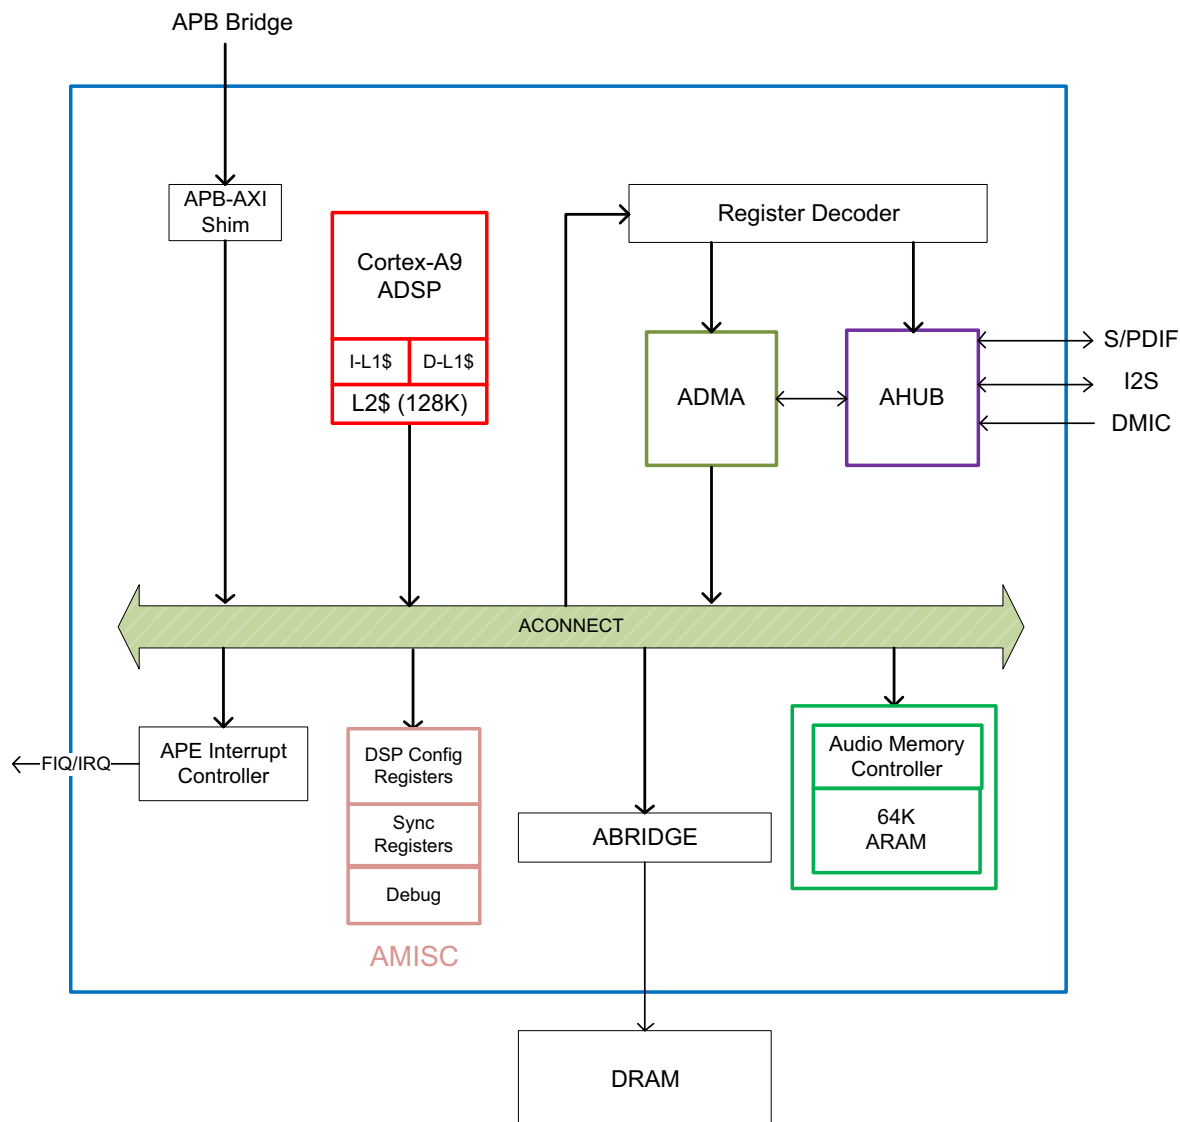 APB Bridge
APB-AXI
Shim
Cortex-A9
ADSP
I-L1$
D-L1$
L2$ (128K)
Register Decoder
ADMA
AHUB
S/PDIF
I2S
DMIC
ACONNECT
FIQ/IRQ
APE Interrupt
Controller
DSP Config
Registers
Sync
Registers
Debug
AMISC
ABRIDGE
Audio Memory
Controller
64K
ARAM
DRAM